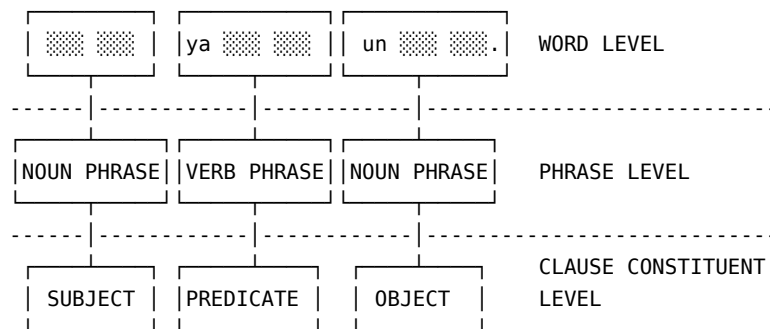 ya un . WORD LEVEL
NOUN PHRASE VERB PHRASE NOUN PHRASE PHRASE LEVEL
CLAUSE CONSTITUENT
SUBJECT PREDICATE OBJECT LEVEL